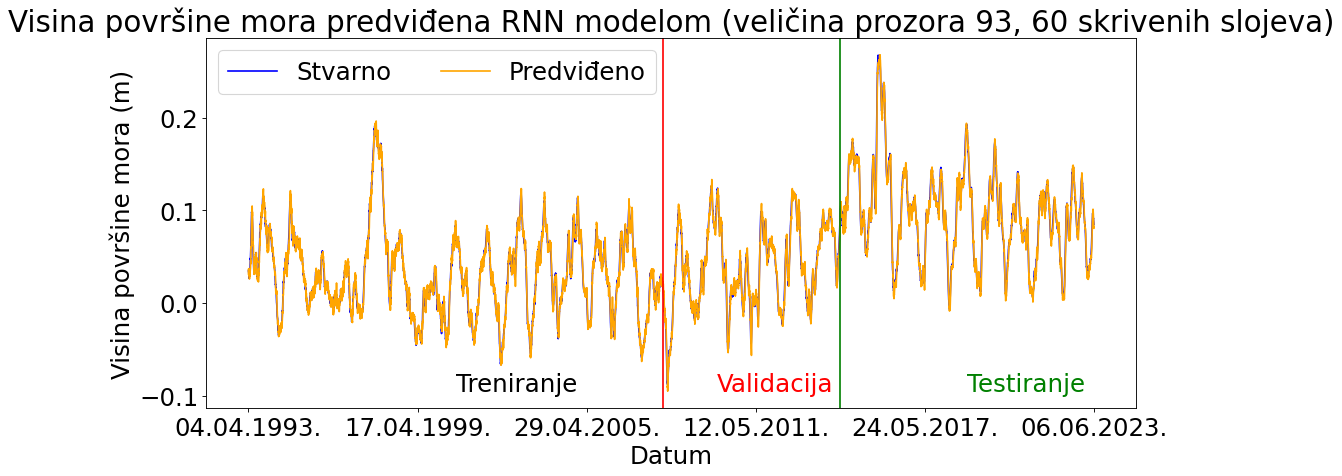 Visina površine mora predviđena RNN modelom (veličina prozora 93, 60 skrivenih slojeva)
Stvarno Predviđeno
Visina površine mora (m)
0.2
0.1
0.0
−0.1
Treniranje Validacija Testiranje
04.04.1993. 17.04.1999. 29.04.2005. 12.05.2011. 24.05.2017. 06.06.2023.
Datum